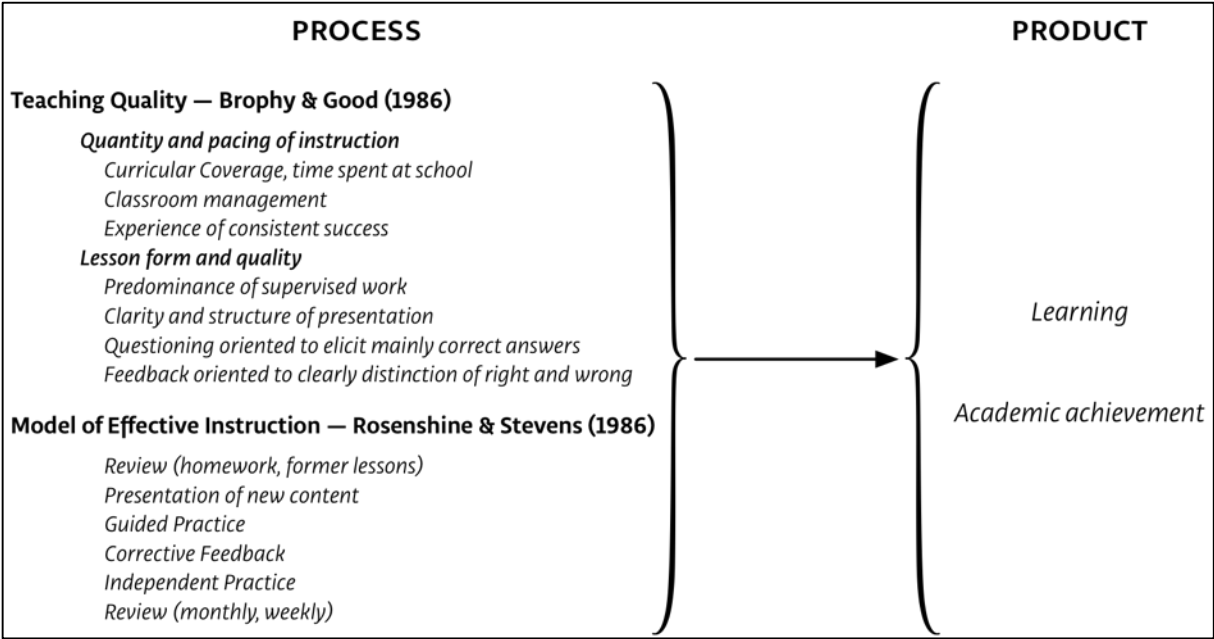 PROCESS
PRODUCT
Teaching Quality — Brophy & Good (1986)
Quantity and pacing of instruction
Curricular Coverage, time spent at school
Classroom management
Experience of consistent success
Lesson form and quality
Predominance of supervised work
Clarity and structure of presentation
Questioning oriented to elicit mainly correct answers
Feedback oriented to clearly distinction of right and wrong
Model of Effective Instruction — Rosenshine & Stevens (1986)
Review (homework, former lessons)
Presentation of new content
Guided Practice
Corrective Feedback
Independent Practice
Review (monthly, weekly)
Learning
Academic achievement